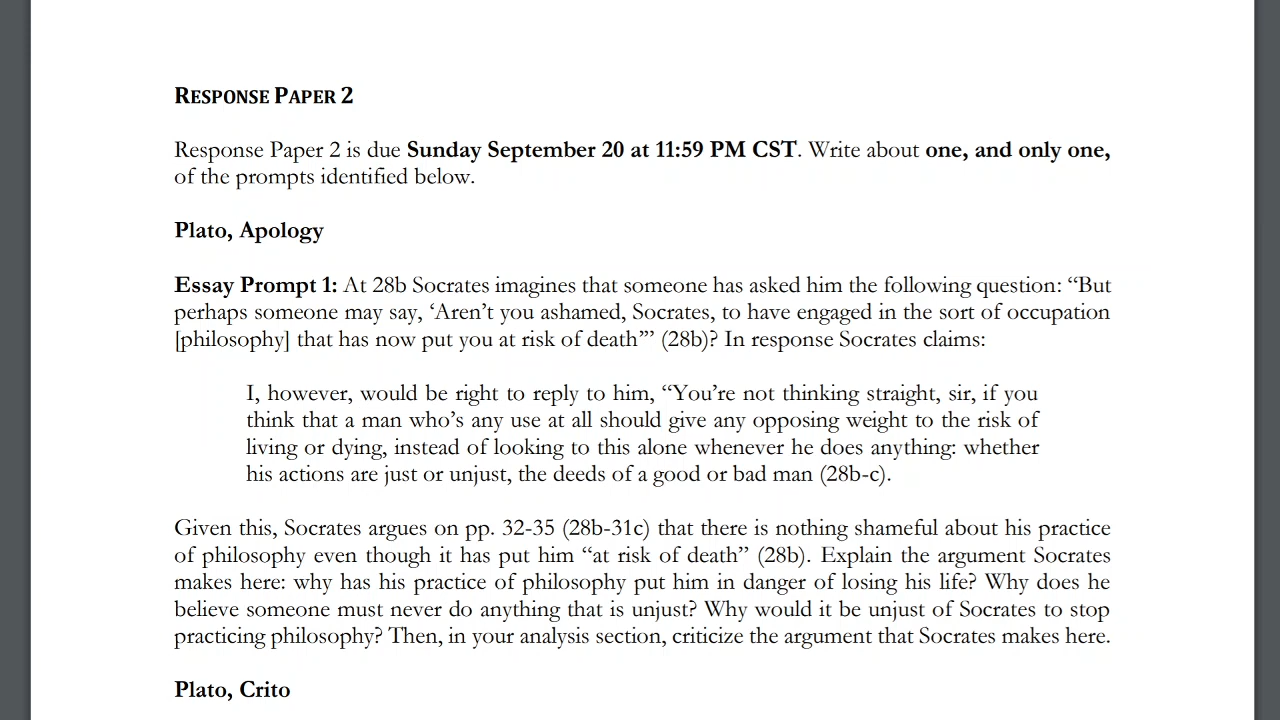 RESPONSE PAPER 2
Response Paper 2 is due Sunday September 20 at 11:59 PM CST. Write about one, and only one,
of the prompts identified below.
Plato, Apology
Essay Prompt 1: At 28b Socrates imagines that someone has asked him the following question: “But
perhaps someone may say, ‘Aren’t you ashamed, Socrates, to have engaged in the sort of occupation
[philosophy] that has now put you at risk of death’” (28b)? In response Socrates claims:
I, however, would be right to reply to him, “You’re not thinking straight, sir, if you
think that a man who’s any use at all should give any opposing weight to the risk of
living or dying, instead of looking to this alone whenever he does anything: whether
his actions are just or unjust, the deeds of a good or bad man (28b-c).
Given this, Socrates argues on pp. 32-35 (28b-31c) that there is nothing shameful about his practice
of philosophy even though it has put him “at risk of death” (28b). Explain the argument Socrates
makes here: why has his practice of philosophy put him in danger of losing his life? Why does he
believe someone must never do anything that is unjust? Why would it be unjust of Socrates to stop
practicing philosophy? Then, in your analysis section, criticize the argument that Socrates makes here.
Plato, Crito